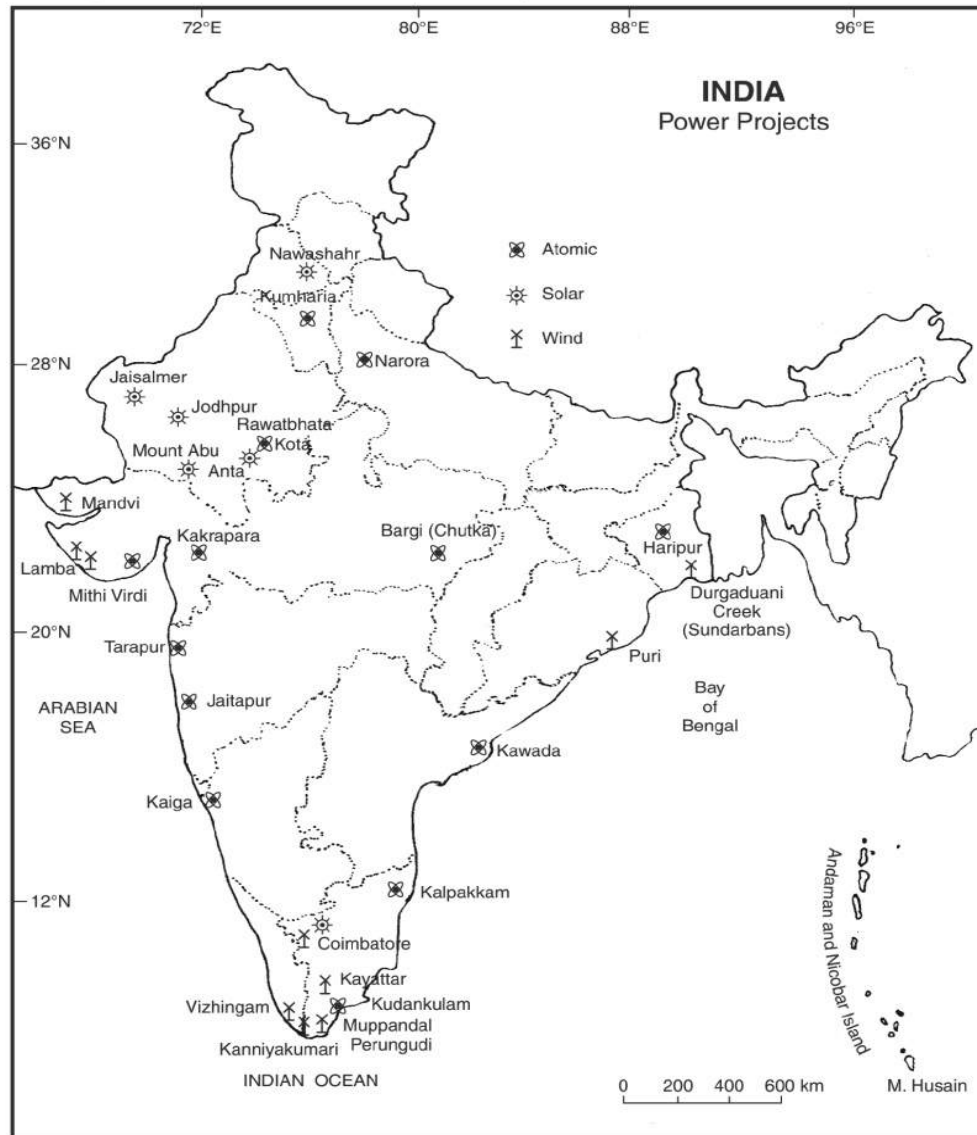 72°E
80°E
88°E
96°E
INDIA
Power Projects
36°N
Atomic
Nawashahr
Solar
Kumharia
Wind
28°N
Narora
Jaisalmer
Jodhpur
Rawatbhata
Kota
Mount Abu
Anta
Mandvi
Kakrapara
Bargi (Chutka)
Haripur
Lamba
Mithi Virdi
Durgaduani
Creek
(Sundarbans)
20°N
Tarapur
Puri
ARABIAN
SEA
Jaitapur
Bay
of
Bengal
Kawada
Kaiga
Kalpakkam
12°N
Andaman and Nicobar Island
Coimbatore
Kayattar
Vizhingam
Kudankulam
Muppandal
Perungudi
Kanniyakumari
INDIAN OCEAN
0 200 400 600 km
M. Husain